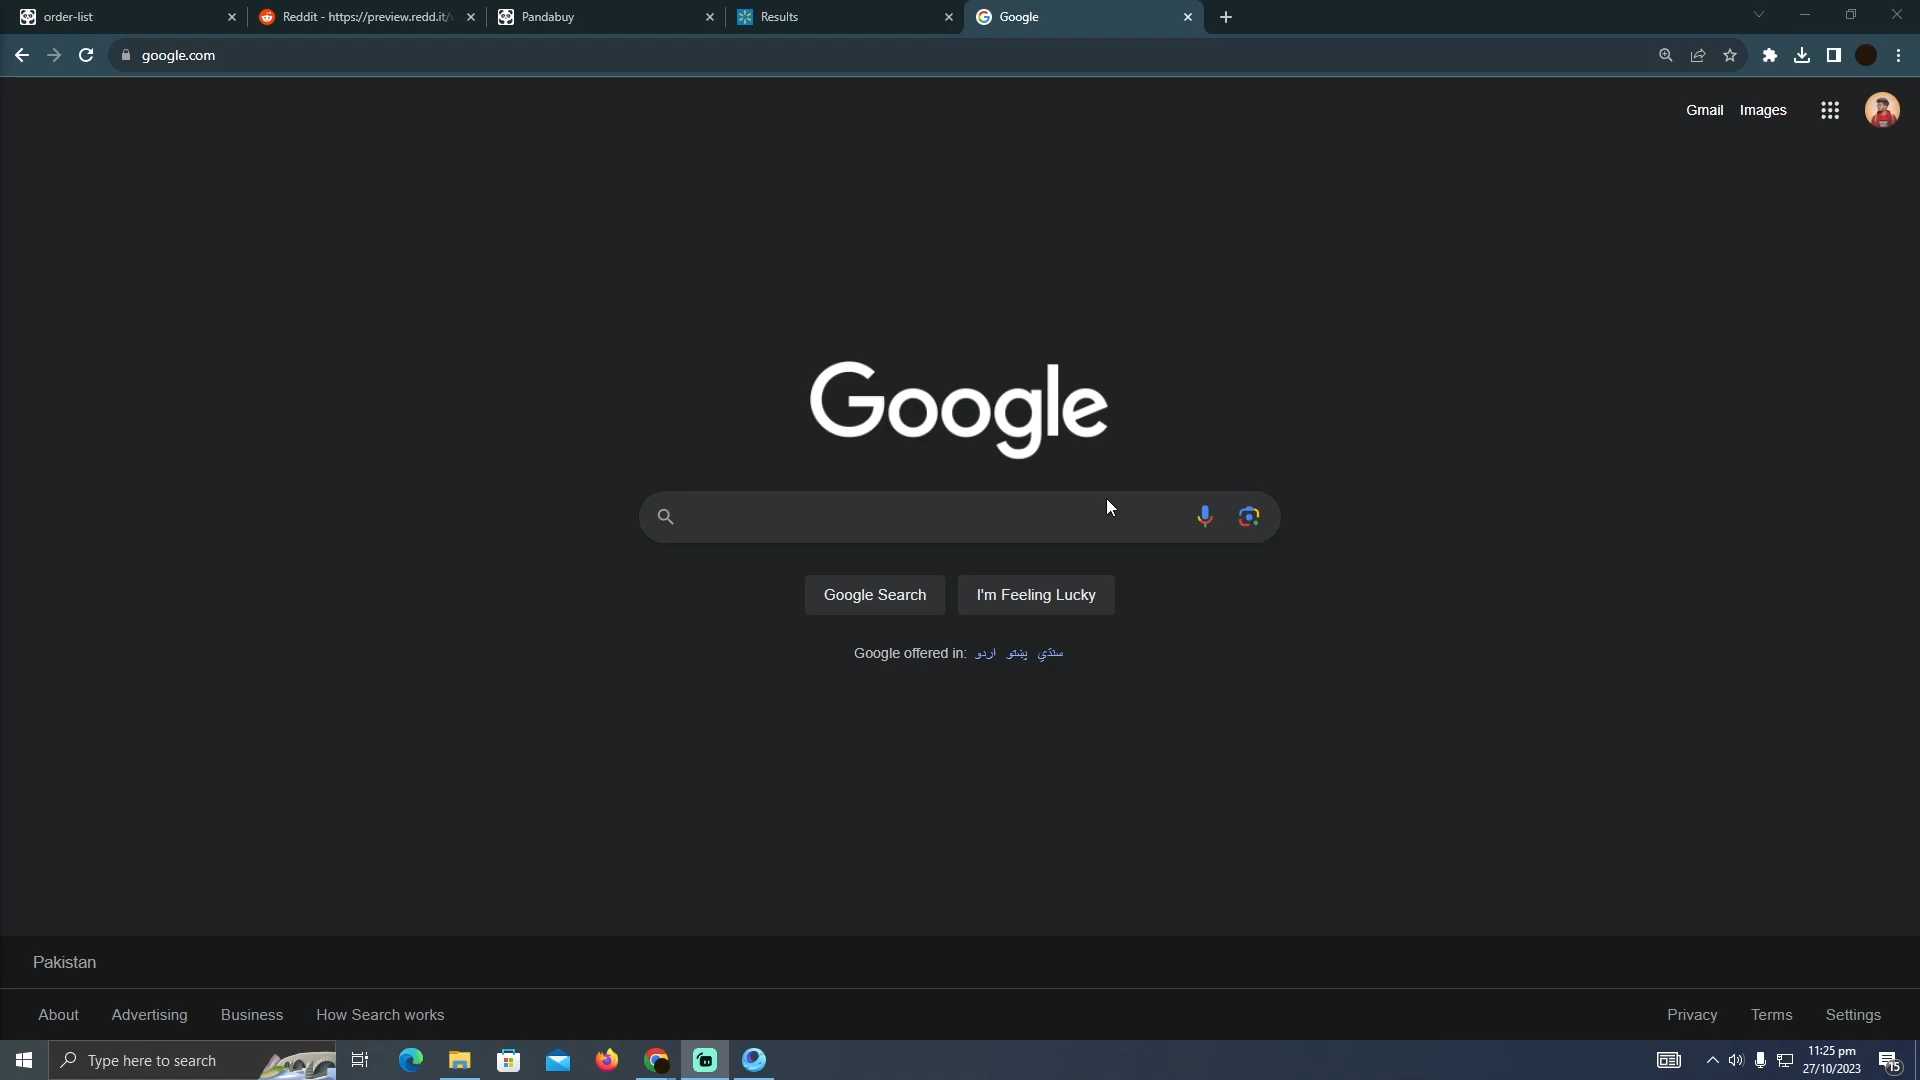 order-list
Reddit - https://preview.redd.it/
Pandabuy
Results
Google
google.com
Gmail Images
Google
Google Search
I'm Feeling Lucky
Google offered in: اردو پښتو سنڌي
Pakistan
About Advertising Business How Search works
Privacy Terms Settings
Type here to search
11:25 pm
27/10/2023
15